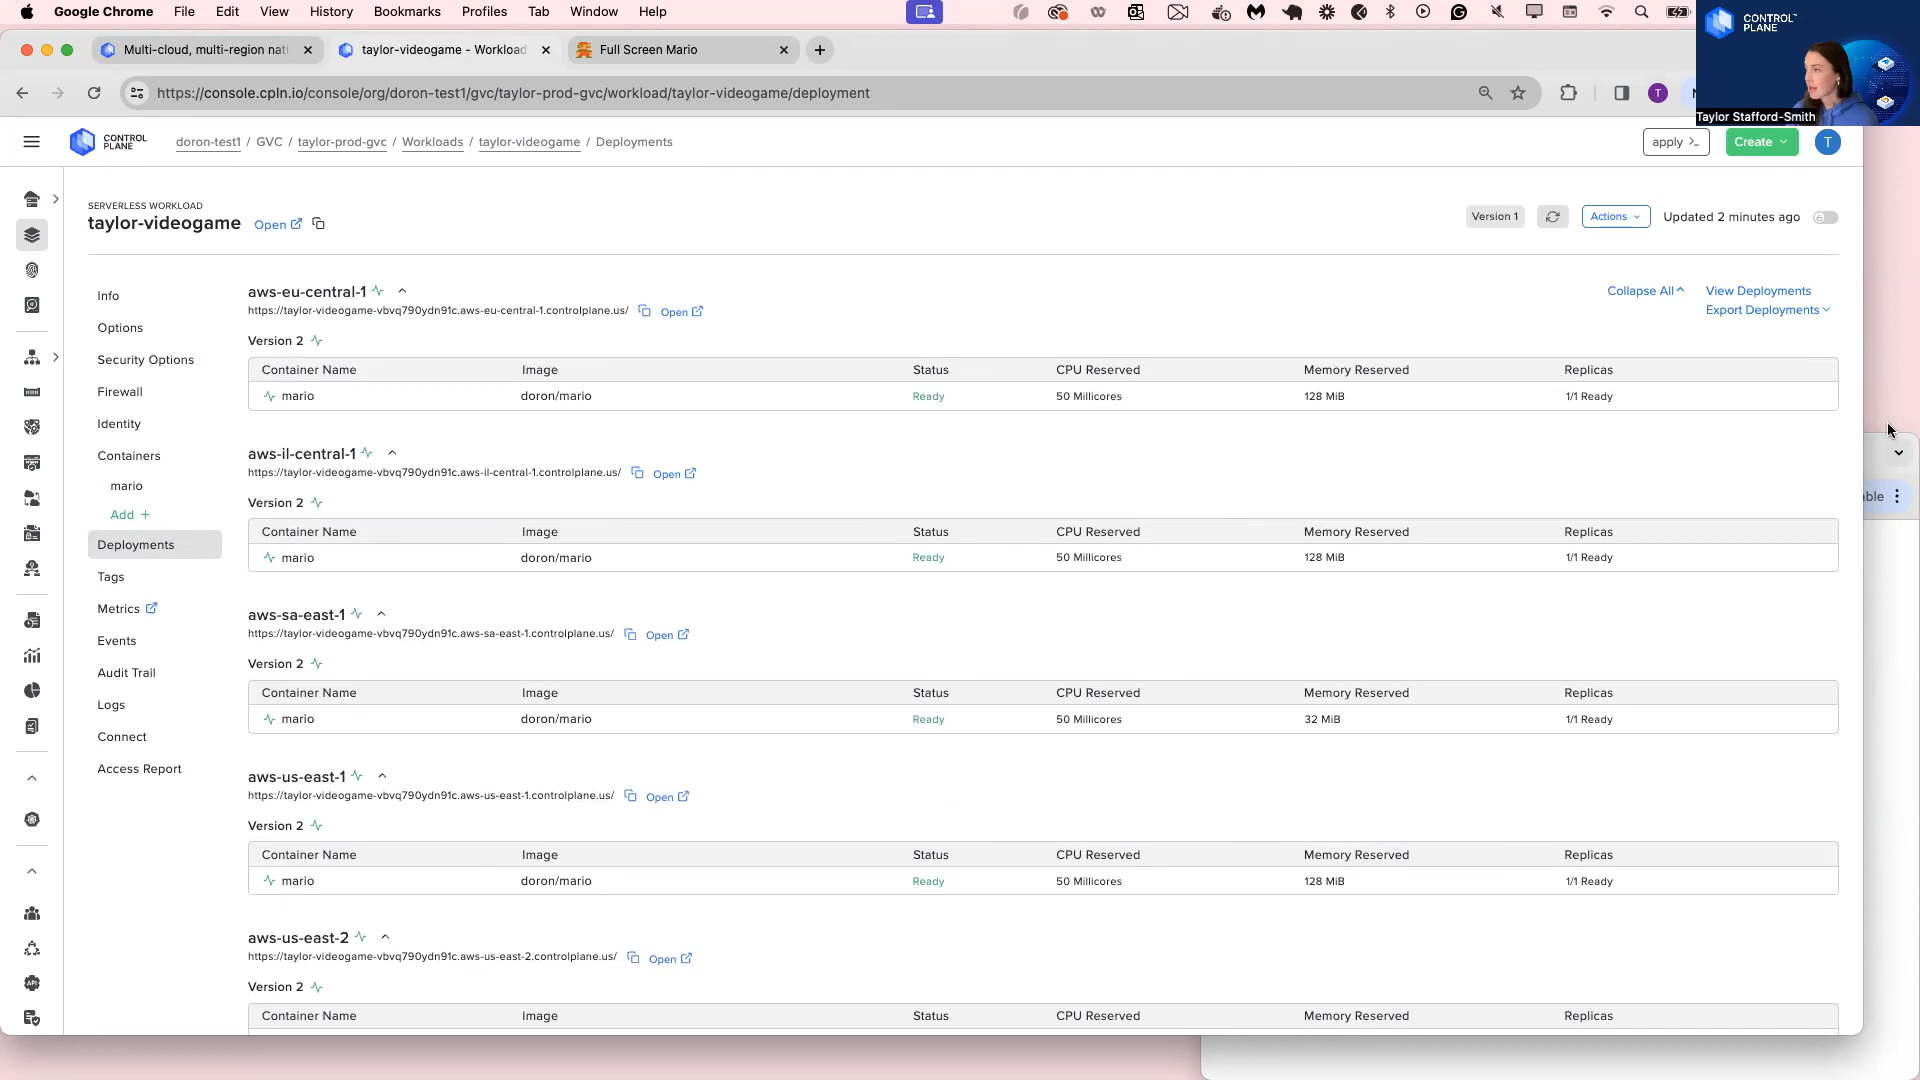 Google Chrome File Edit View History Bookmarks Profiles Tab Window Help
Multi-cloud, multi-region nati
taylor-videogame - Workload
Full Screen Mario
https://console.cpln.io/console/org/doron-test1/gvc/taylor-prod-gvc/workload/taylor-videogame/deployment
T
CONTROL PLANE
Taylor Stafford-Smith
CONTROL PLANE
doron-test1 / GVC / taylor-prod-gvc / Workloads / taylor-videogame / Deployments
apply >_
Create
T
SERVERLESS WORKLOAD
taylor-videogame Open
Version 1
Actions
Updated 2 minutes ago
Info
Options
Security Options
Firewall
Identity
Containers
mario
Add +
Deployments
Tags
Metrics
Events
Audit Trail
Logs
Connect
Access Report
Collapse All
View Deployments
Export Deployments
aws-eu-central-1
https://taylor-videogame-vbvq790ydn91c.aws-eu-central-1.controlplane.us/ Open
Version 2
Container Name Image Status CPU Reserved Memory Reserved Replicas
mario doron/mario Ready 50 Millicores 128 MiB 1/1 Ready
aws-il-central-1
https://taylor-videogame-vbvq790ydn91c.aws-il-central-1.controlplane.us/ Open
Version 2
Container Name Image Status CPU Reserved Memory Reserved Replicas
mario doron/mario Ready 50 Millicores 128 MiB 1/1 Ready
aws-sa-east-1
https://taylor-videogame-vbvq790ydn91c.aws-sa-east-1.controlplane.us/ Open
Version 2
Container Name Image Status CPU Reserved Memory Reserved Replicas
mario doron/mario Ready 50 Millicores 32 MiB 1/1 Ready
aws-us-east-1
https://taylor-videogame-vbvq790ydn91c.aws-us-east-1.controlplane.us/ Open
Version 2
Container Name Image Status CPU Reserved Memory Reserved Replicas
mario doron/mario Ready 50 Millicores 128 MiB 1/1 Ready
aws-us-east-2
https://taylor-videogame-vbvq790ydn91c.aws-us-east-2.controlplane.us/ Open
Version 2
Container Name Image Status CPU Reserved Memory Reserved Replicas
API